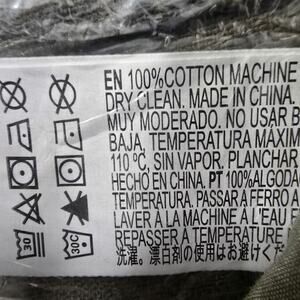 EN 100%COTTON MACHINE
DRY CLEAN. MADE IN CHINA.
MUY MODERADO. NO USAR B
BAJA, TEMPERATURA MAXIM
110 ºC, SIN VAPOR. PLANCHAR
HECHO EN CHINA. PT 100%ALGODA
TEMPERATURA. PASSAR A FERRO A
LAVER À LA MACHINE À L'EAU F
REPASSER À TEMPERATURE M
洗濯。漂白剤の使用はお避けくだ
30
30C